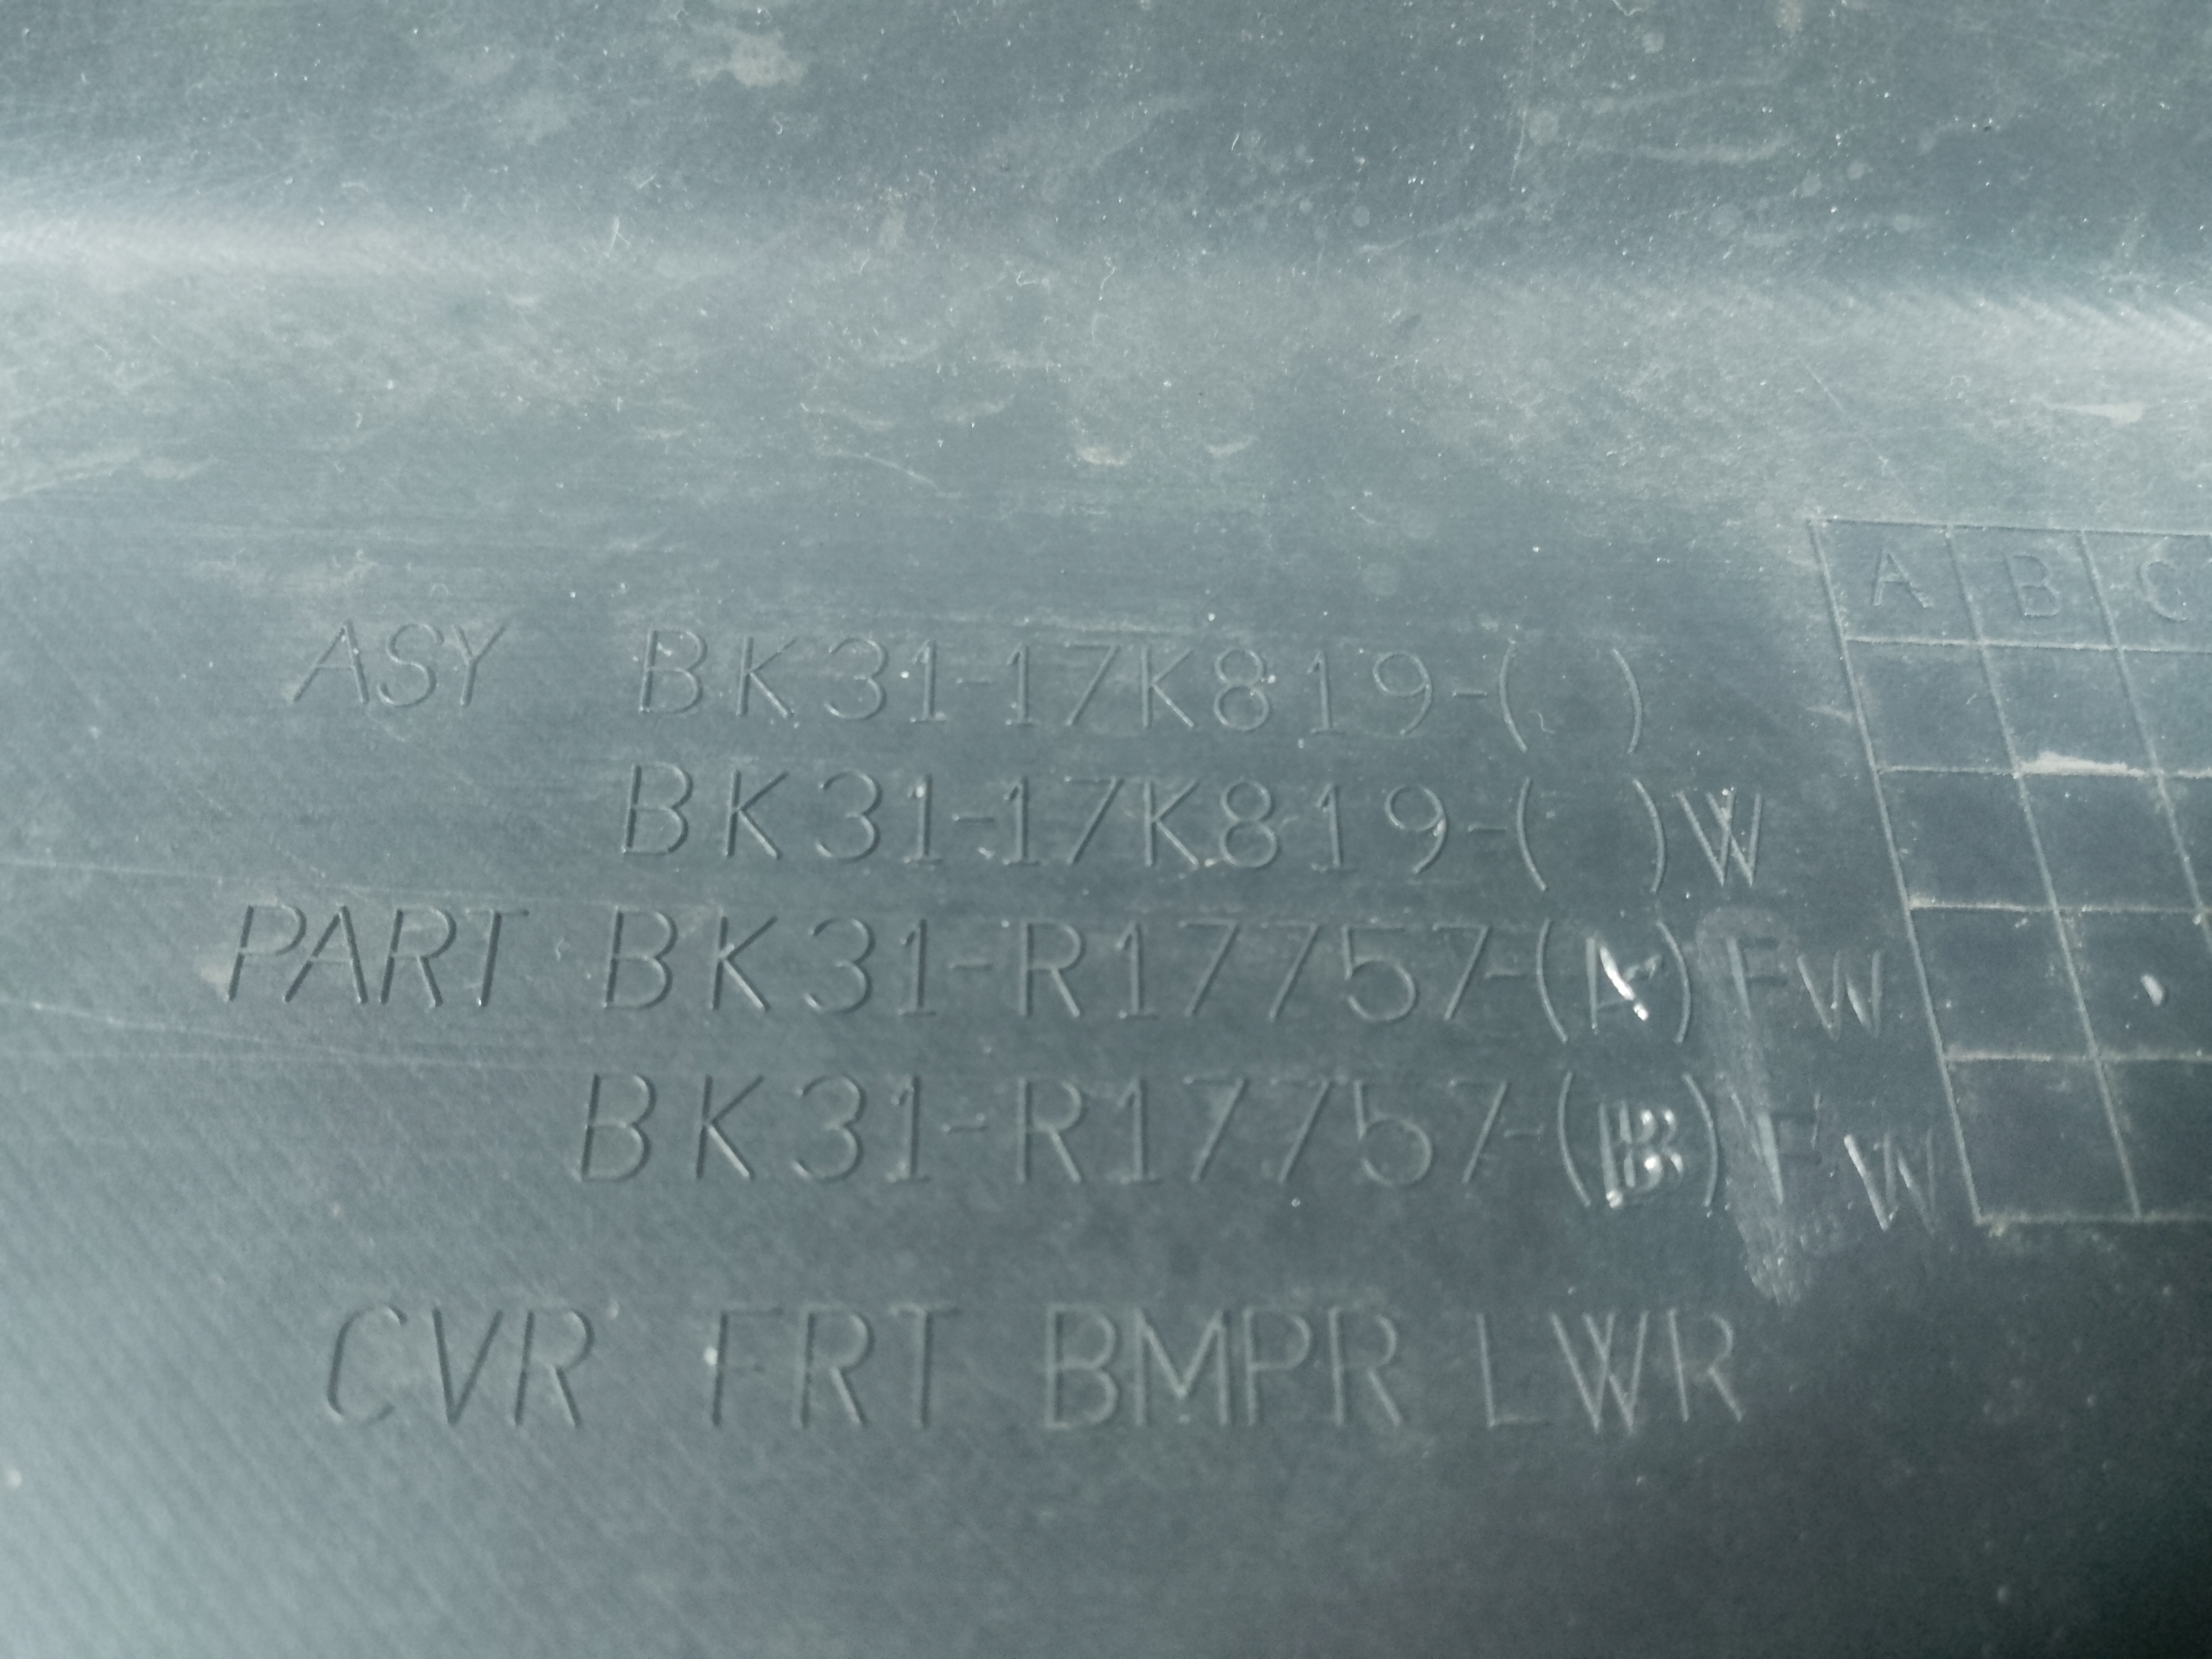 A B C
ASY BK31-17K819-( )
BK31-17K819-( )W
PART BK31-R17757-(A) FW
BK31-R17757-(B) FW
CVR FRT BMPR LWR